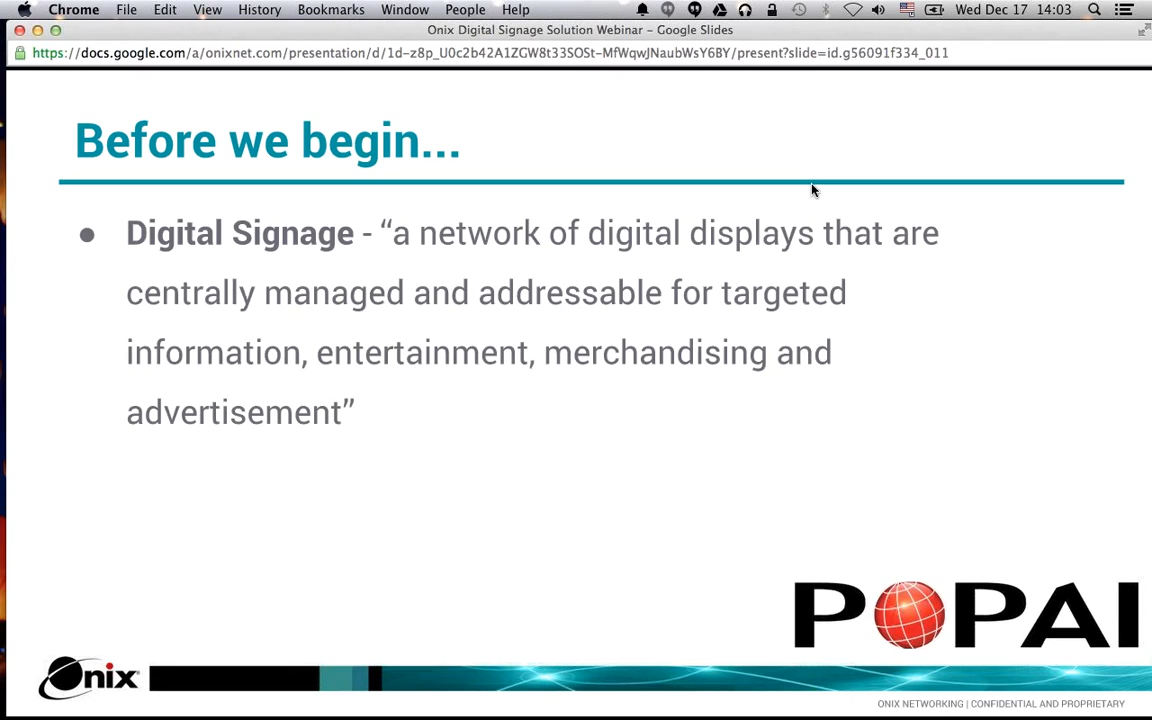 Chrome File Edit View History Bookmarks Window People Help Wed Dec 17 14:03
Onix Digital Signage Solution Webinar – Google Slides
https://docs.google.com/a/onixnet.com/presentation/d/1d-z8p_U0c2b42A1ZGW8t33SOSt-MfWqwJNaubWsY6BY/present?slide=id.g56091f334_011
Before we begin...
● Digital Signage - “a network of digital displays that are
centrally managed and addressable for targeted
information, entertainment, merchandising and
advertisement”
POPAI
Onix
ONIX NETWORKING | CONFIDENTIAL AND PROPRIETARY